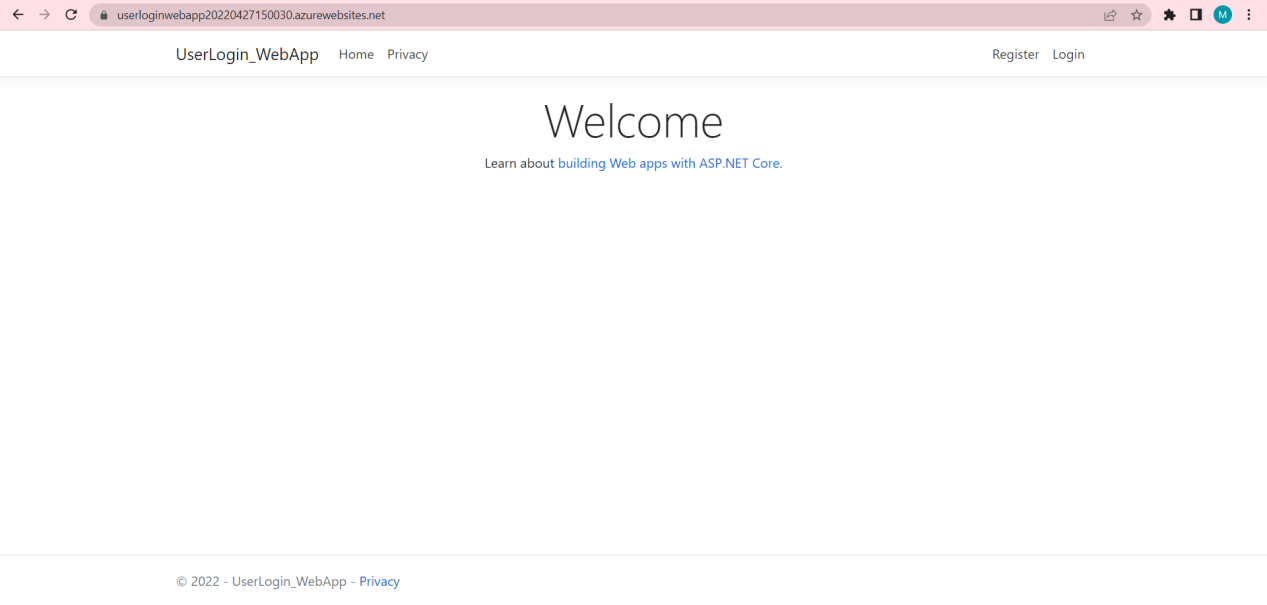 userloginwebapp20220427150030.azurewebsites.net
M
UserLogin_WebApp Home Privacy Register Login
Welcome
Learn about building Web apps with ASP.NET Core.
© 2022 - UserLogin_WebApp - Privacy